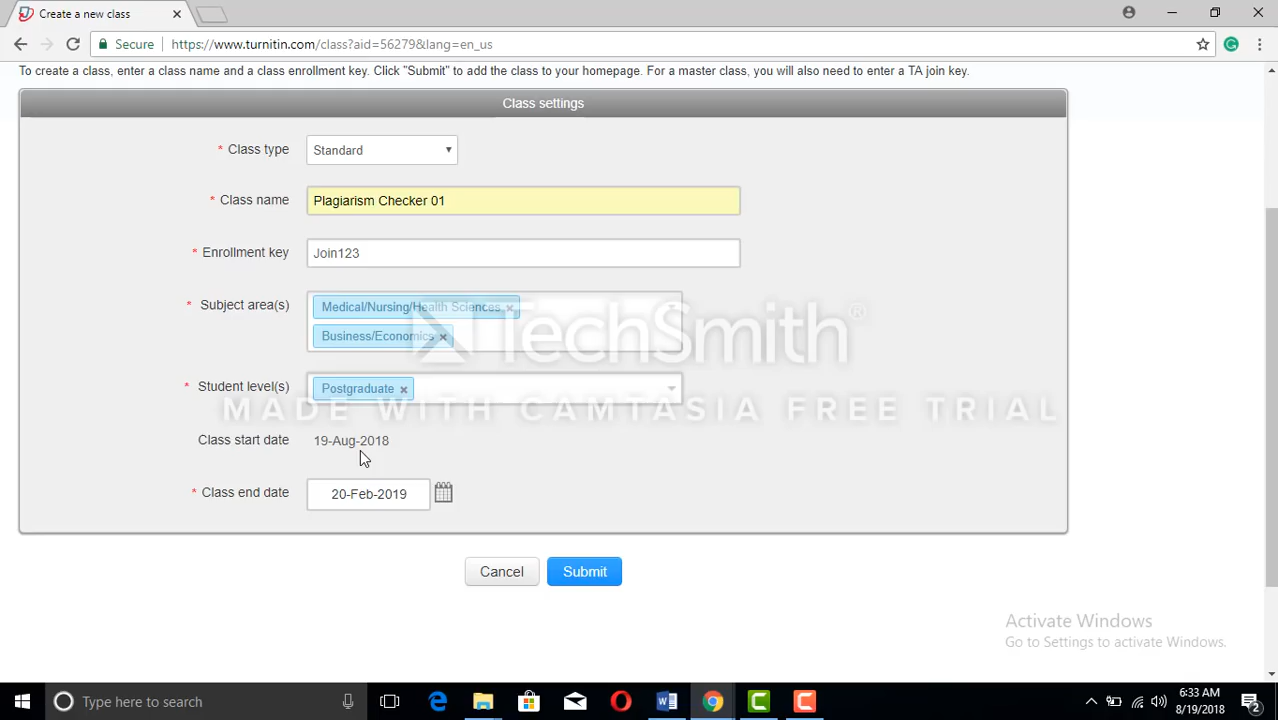 Create a new class
Secure
https://www.turnitin.com/class?aid=56279&lang=en_us
To create a class, enter a class name and a class enrollment key. Click "Submit" to add the class to your homepage. For a master class, you will also need to enter a TA join key.
Class settings
* Class type
Standard
* Class name
Plagiarism Checker 01
* Enrollment key
Join123
* Subject area(s)
Medical/Nursing/Health Sciences ×
Business/Economics ×
TechSmith®
* Student level(s)
Postgraduate ×
MADE WITH CAMTASIA FREE TRIAL
Class start date
19-Aug-2018
* Class end date
20-Feb-2019
Cancel
Submit
Activate Windows
Go to Settings to activate Windows.
Type here to search
6:33 AM
8/19/2018
2